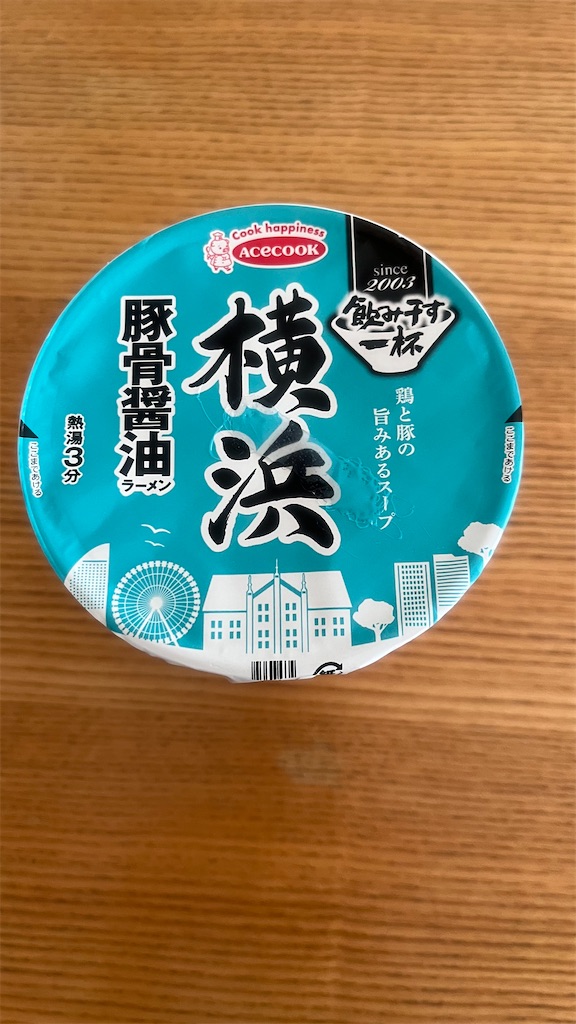 Cook happiness
ACECOOK
since
2003
飲み干す
一杯
横浜
豚骨醤油
ラーメン
熱湯3分
鶏と豚の
旨みあるスープ
ここまであける
ここまであける